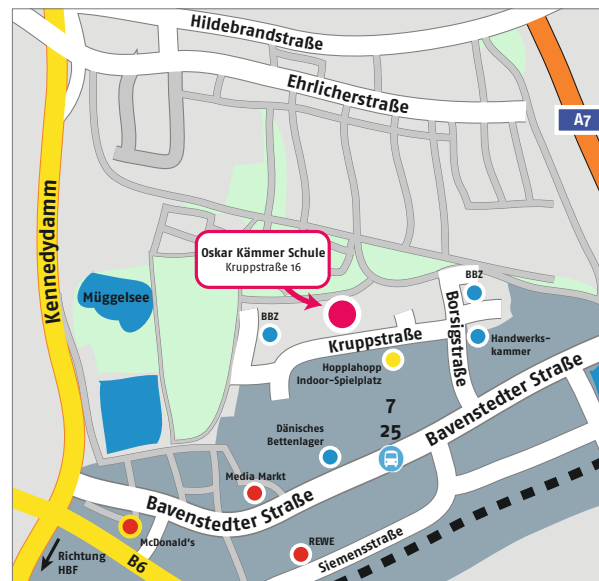 Hildebrandstraße
Ehrlicherstraße
A7
Kennedydamm
Oskar Kämmer Schule
Kruppstraße 16
Müggelsee
BBZ
BBZ
Borsigstraße
Kruppstraße
Handwerks-
kammer
Hopplahopp
Indoor-Spielplatz
7
25
Bavenstedter Straße
Dänisches
Bettenlager
Media Markt
Bavenstedter Straße
McDonald's
REWE
Siemensstraße
Richtung
HBF
B6